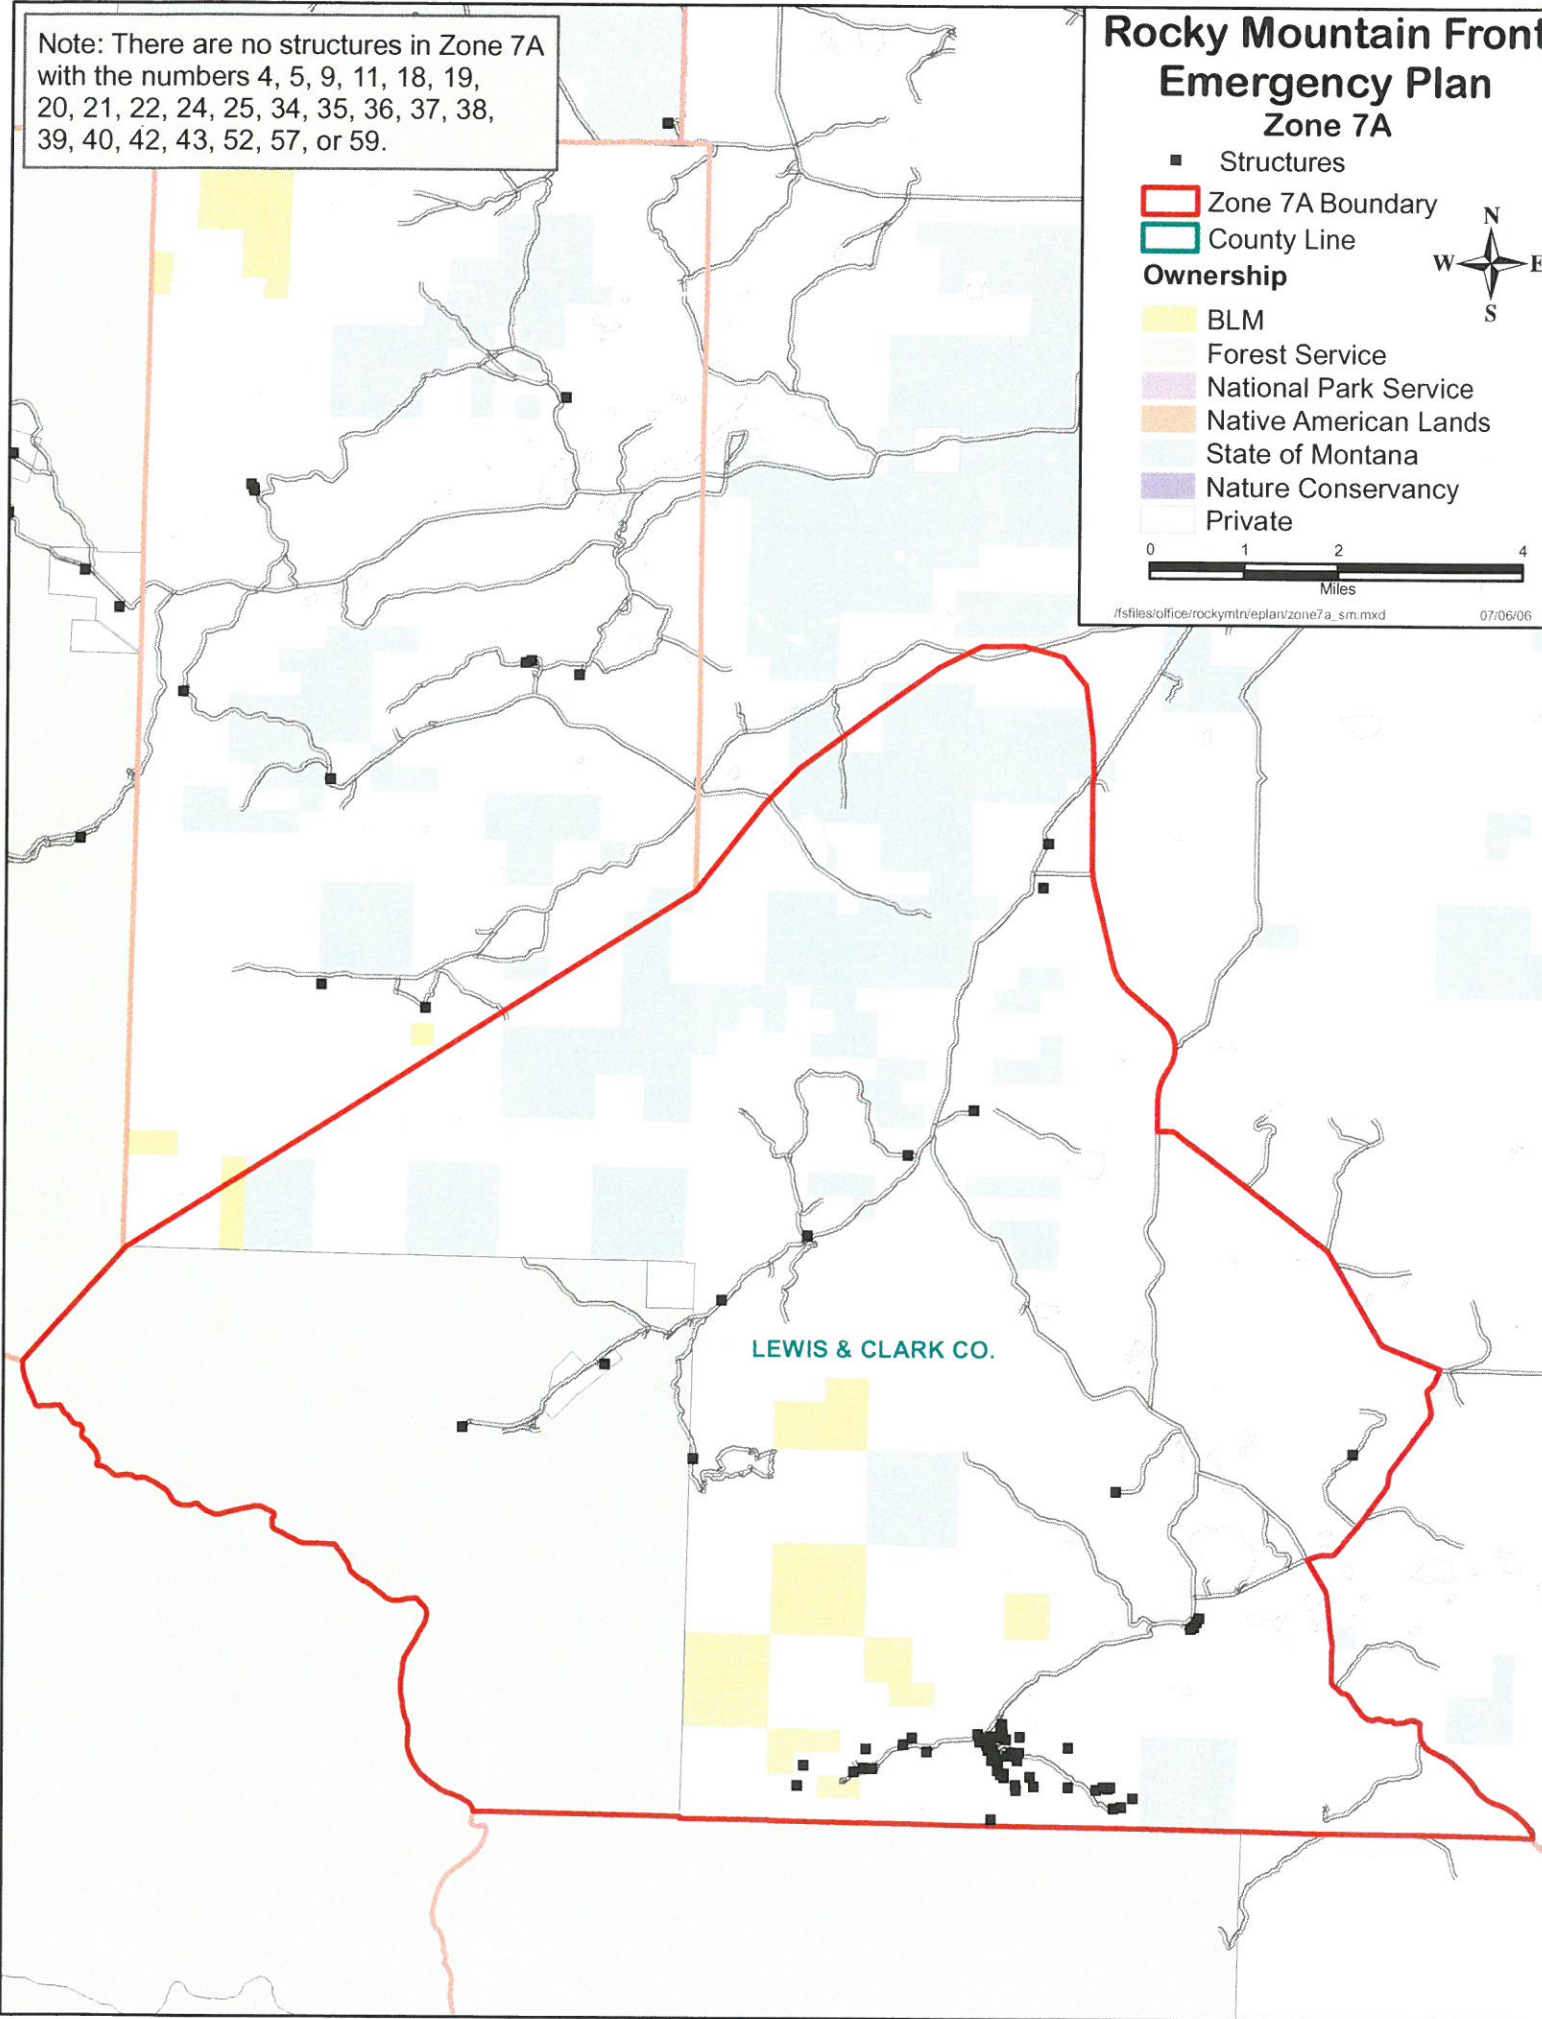 Note: There are no structures in Zone 7A
with the numbers 4, 5, 9, 11, 18, 19,
20, 21, 22, 24, 25, 34, 35, 36, 37, 38,
39, 40, 42, 43, 52, 57, or 59.
Rocky Mountain Front
Emergency Plan
Zone 7A
Structures
Zone 7A Boundary
County Line
N
W E
S
Ownership
BLM
Forest Service
National Park Service
Native American Lands
State of Montana
Nature Conservancy
Private
0 1 2 4
Miles
/fsfiles/office/rockymtn/eplan/zone7a_sm.mxd 07/06/06
LEWIS & CLARK CO.